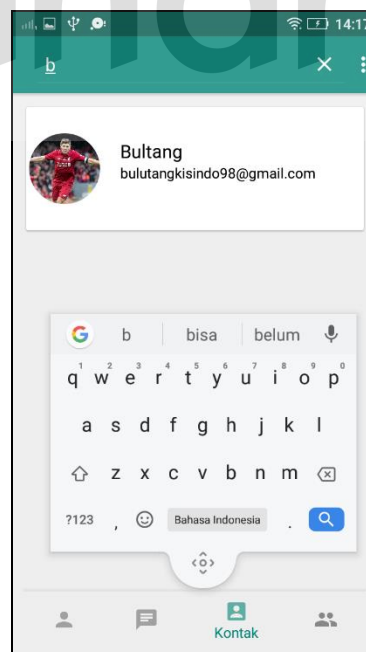 14:17
b
Bultang
bulutangkisindo98@gmail.com
b bisa belum
1 2 3 4 5 6 7 8 9 0
q w e r t y u i o p
a s d f g h j k l
z x c v b n m
?123 , Bahasa Indonesia .
Kontak